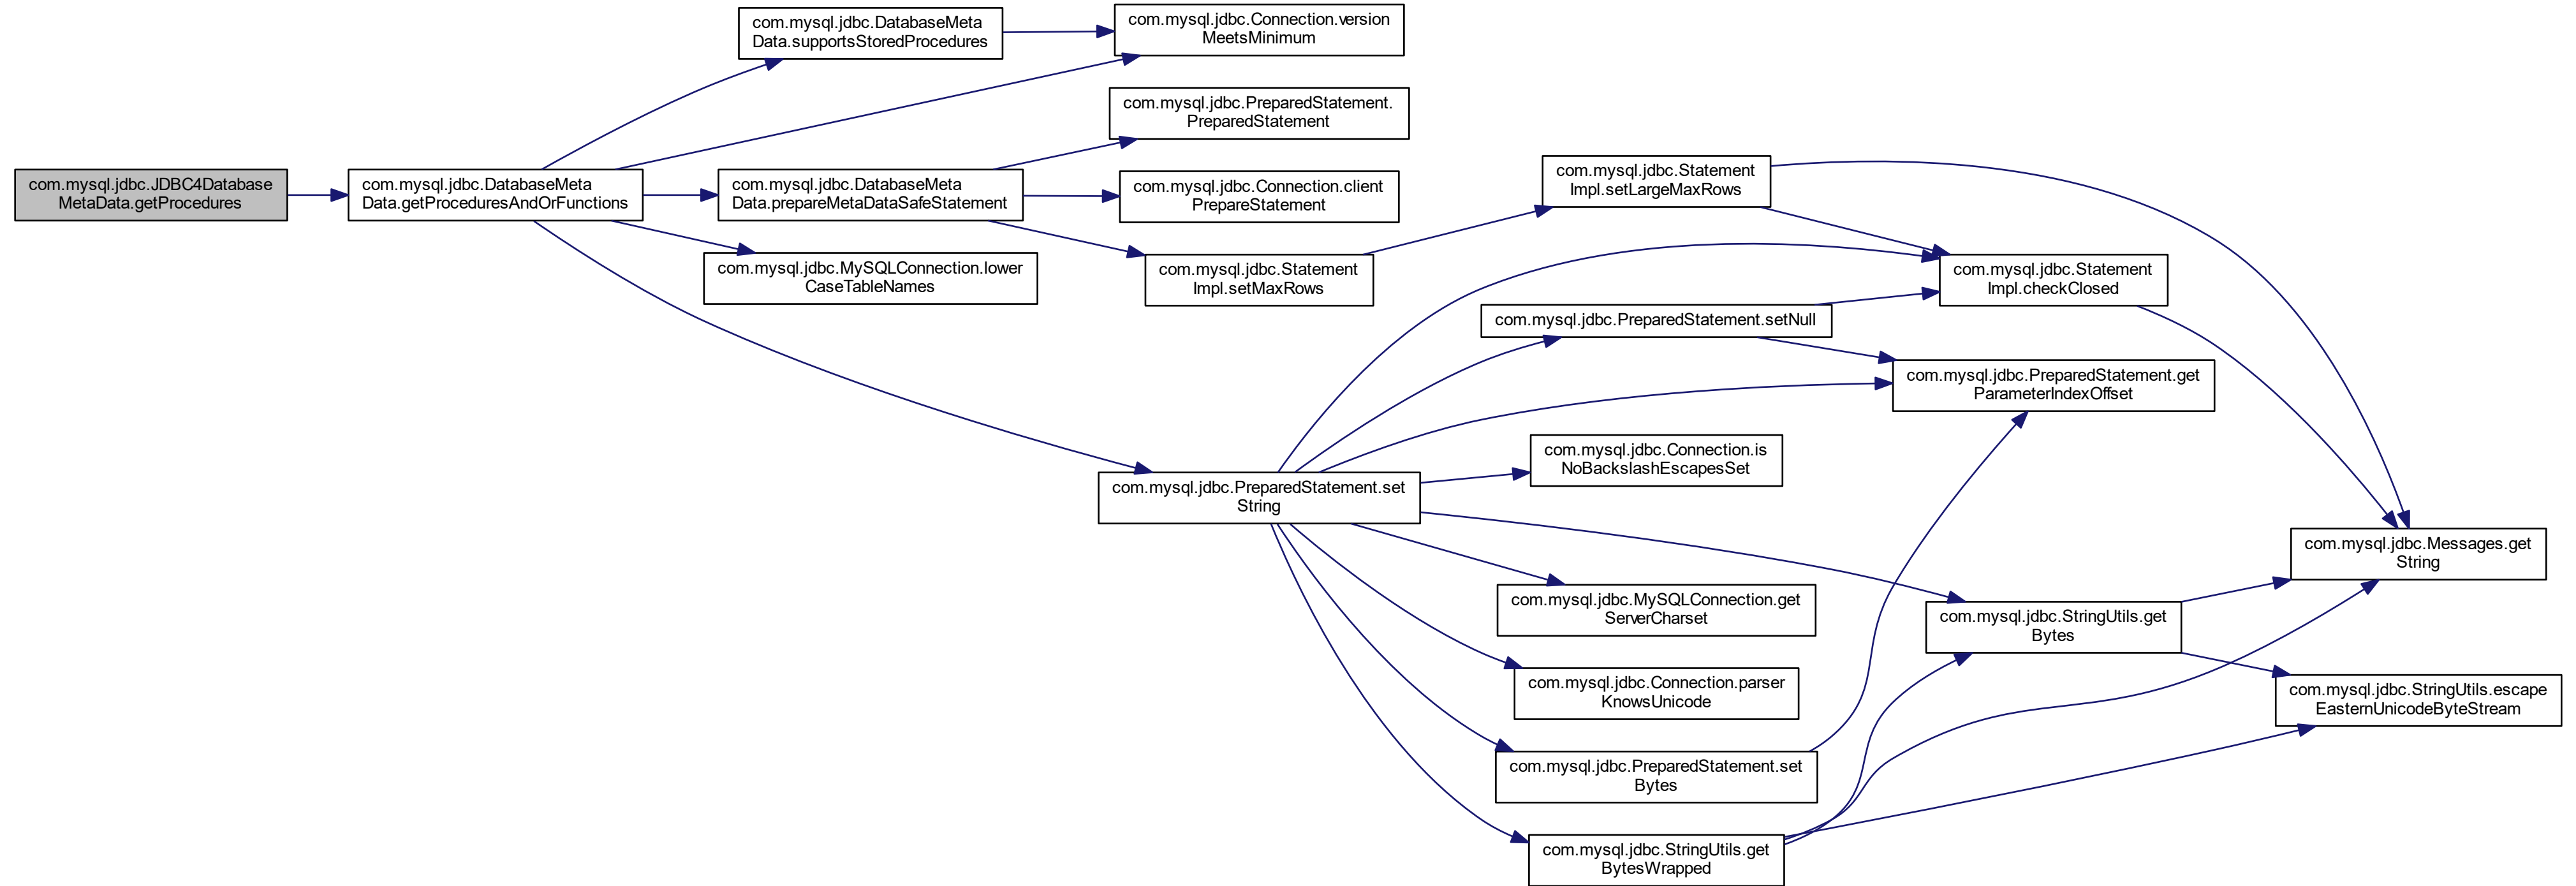 com.mysql.jdbc.JDBC4Database
MetaData.getProcedures
com.mysql.jdbc.DatabaseMeta
Data.getProceduresAndOrFunctions
com.mysql.jdbc.DatabaseMeta
Data.supportsStoredProcedures
com.mysql.jdbc.Connection.version
MeetsMinimum
com.mysql.jdbc.DatabaseMeta
Data.prepareMetaDataSafeStatement
com.mysql.jdbc.MySQLConnection.lower
CaseTableNames
com.mysql.jdbc.PreparedStatement.
PreparedStatement
com.mysql.jdbc.Connection.client
PrepareStatement
com.mysql.jdbc.Statement
Impl.setMaxRows
com.mysql.jdbc.PreparedStatement.set
String
com.mysql.jdbc.Statement
Impl.setLargeMaxRows
com.mysql.jdbc.PreparedStatement.setNull
com.mysql.jdbc.Connection.is
NoBackslashEscapesSet
com.mysql.jdbc.MySQLConnection.get
ServerCharset
com.mysql.jdbc.Connection.parser
KnowsUnicode
com.mysql.jdbc.PreparedStatement.set
Bytes
com.mysql.jdbc.StringUtils.get
BytesWrapped
com.mysql.jdbc.Statement
Impl.checkClosed
com.mysql.jdbc.PreparedStatement.get
ParameterIndexOffset
com.mysql.jdbc.StringUtils.get
Bytes
com.mysql.jdbc.Messages.get
String
com.mysql.jdbc.StringUtils.escape
EasternUnicodeByteStream